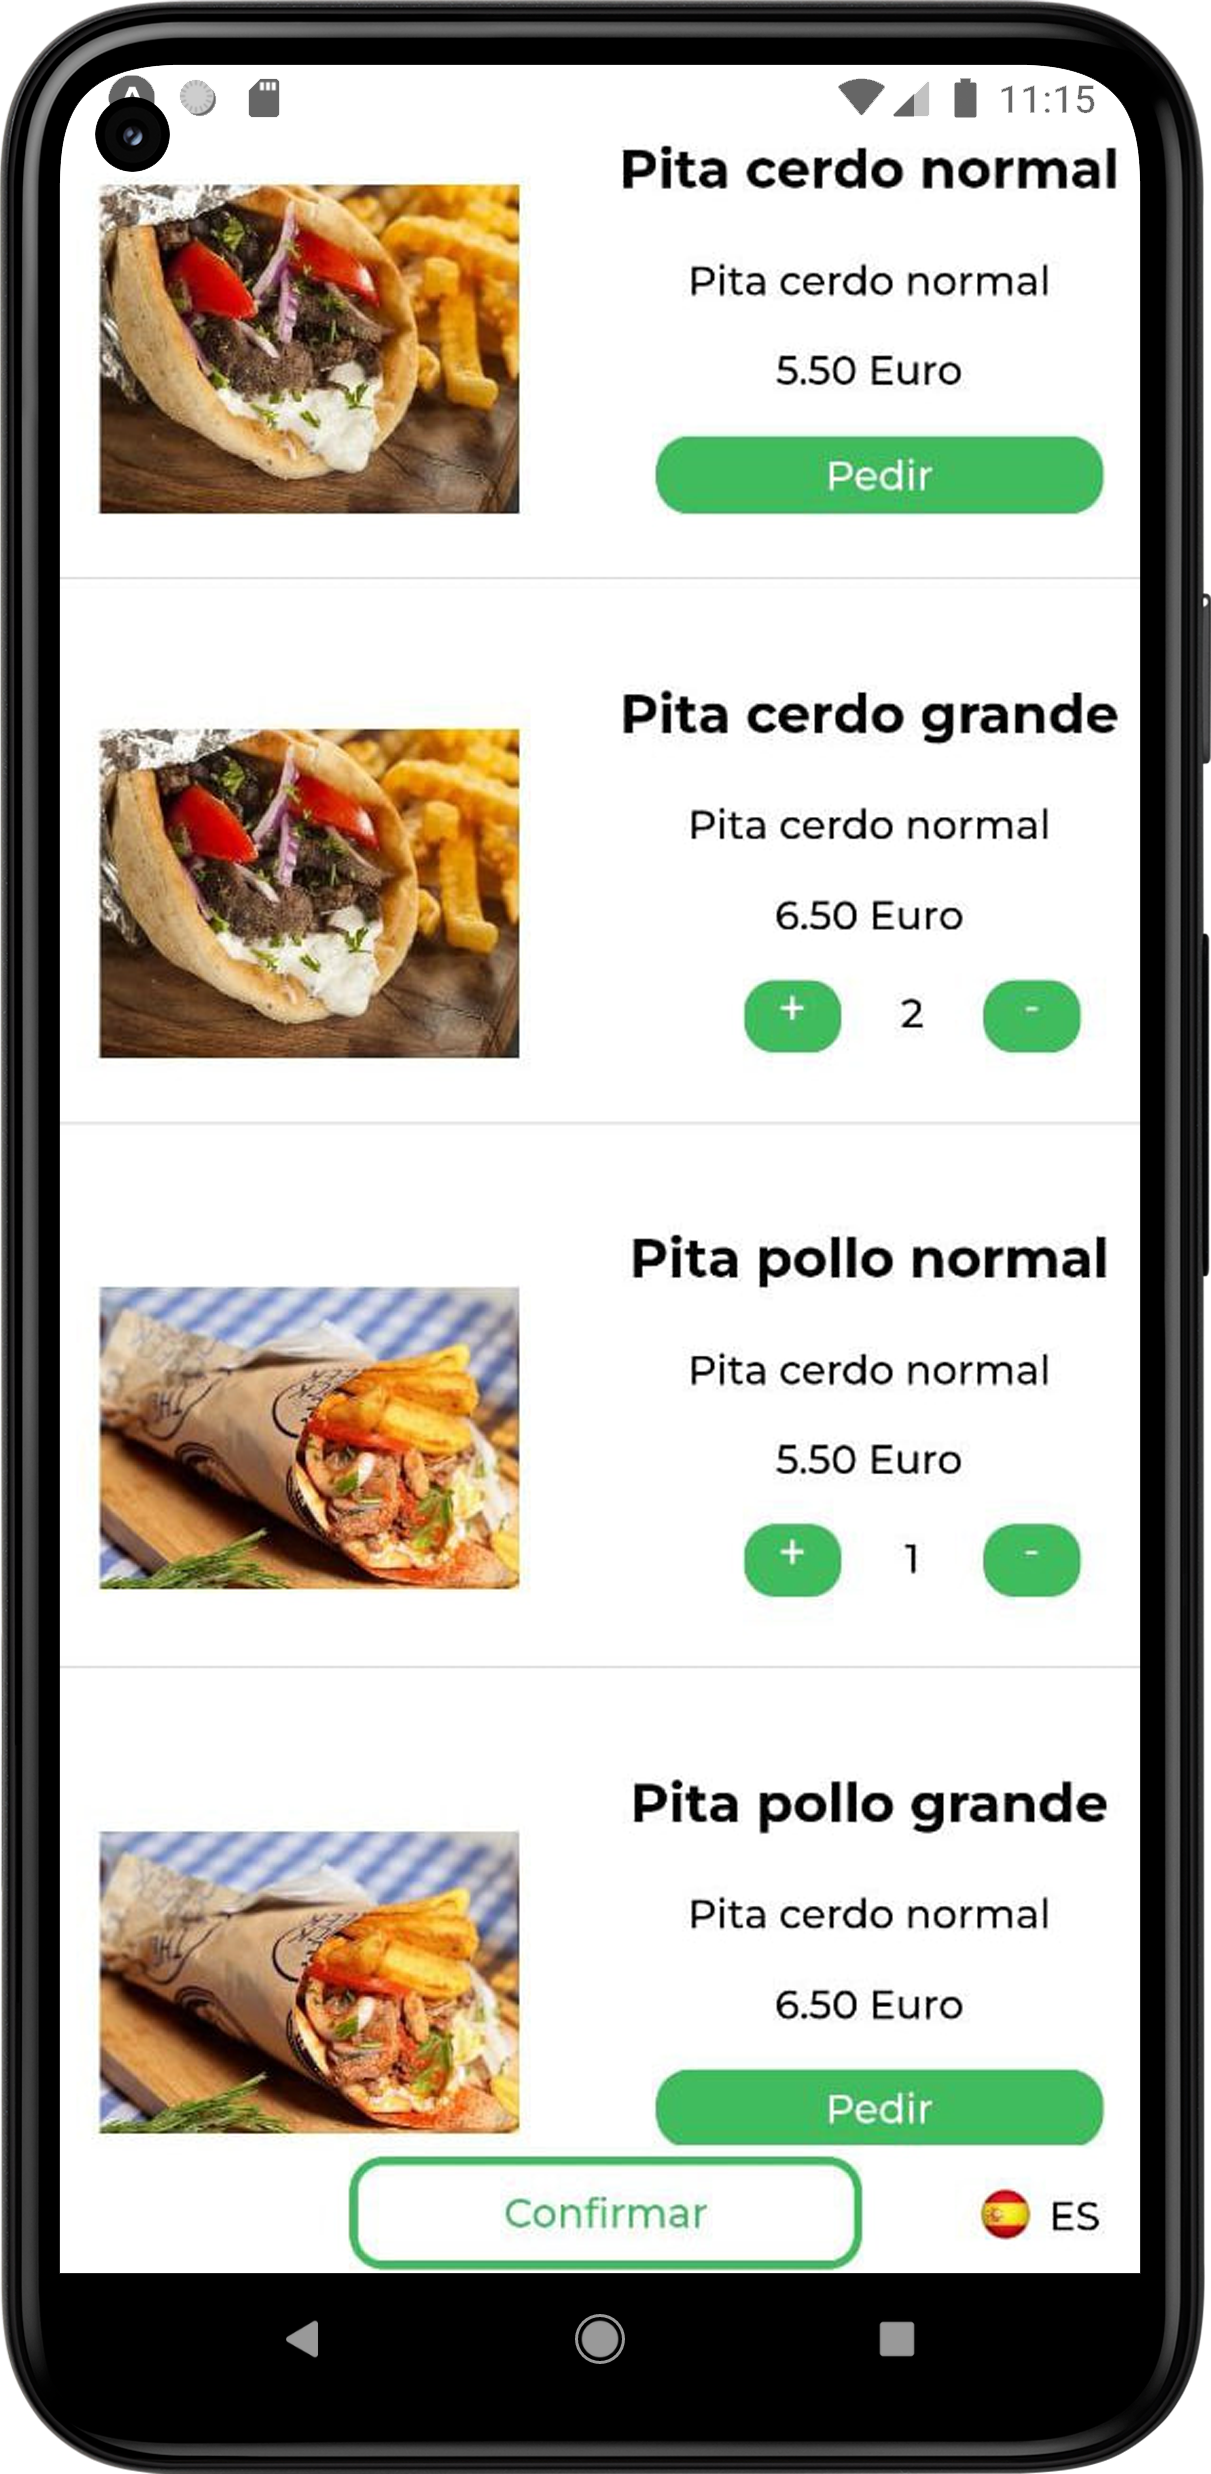 11:15
Pita cerdo normal
Pita cerdo normal
5.50 Euro
Pedir
Pita cerdo grande
Pita cerdo normal
6.50 Euro
+ 2 -
Pita pollo normal
Pita cerdo normal
5.50 Euro
+ 1 -
Pita pollo grande
Pita cerdo normal
6.50 Euro
Pedir
Confirmar
ES